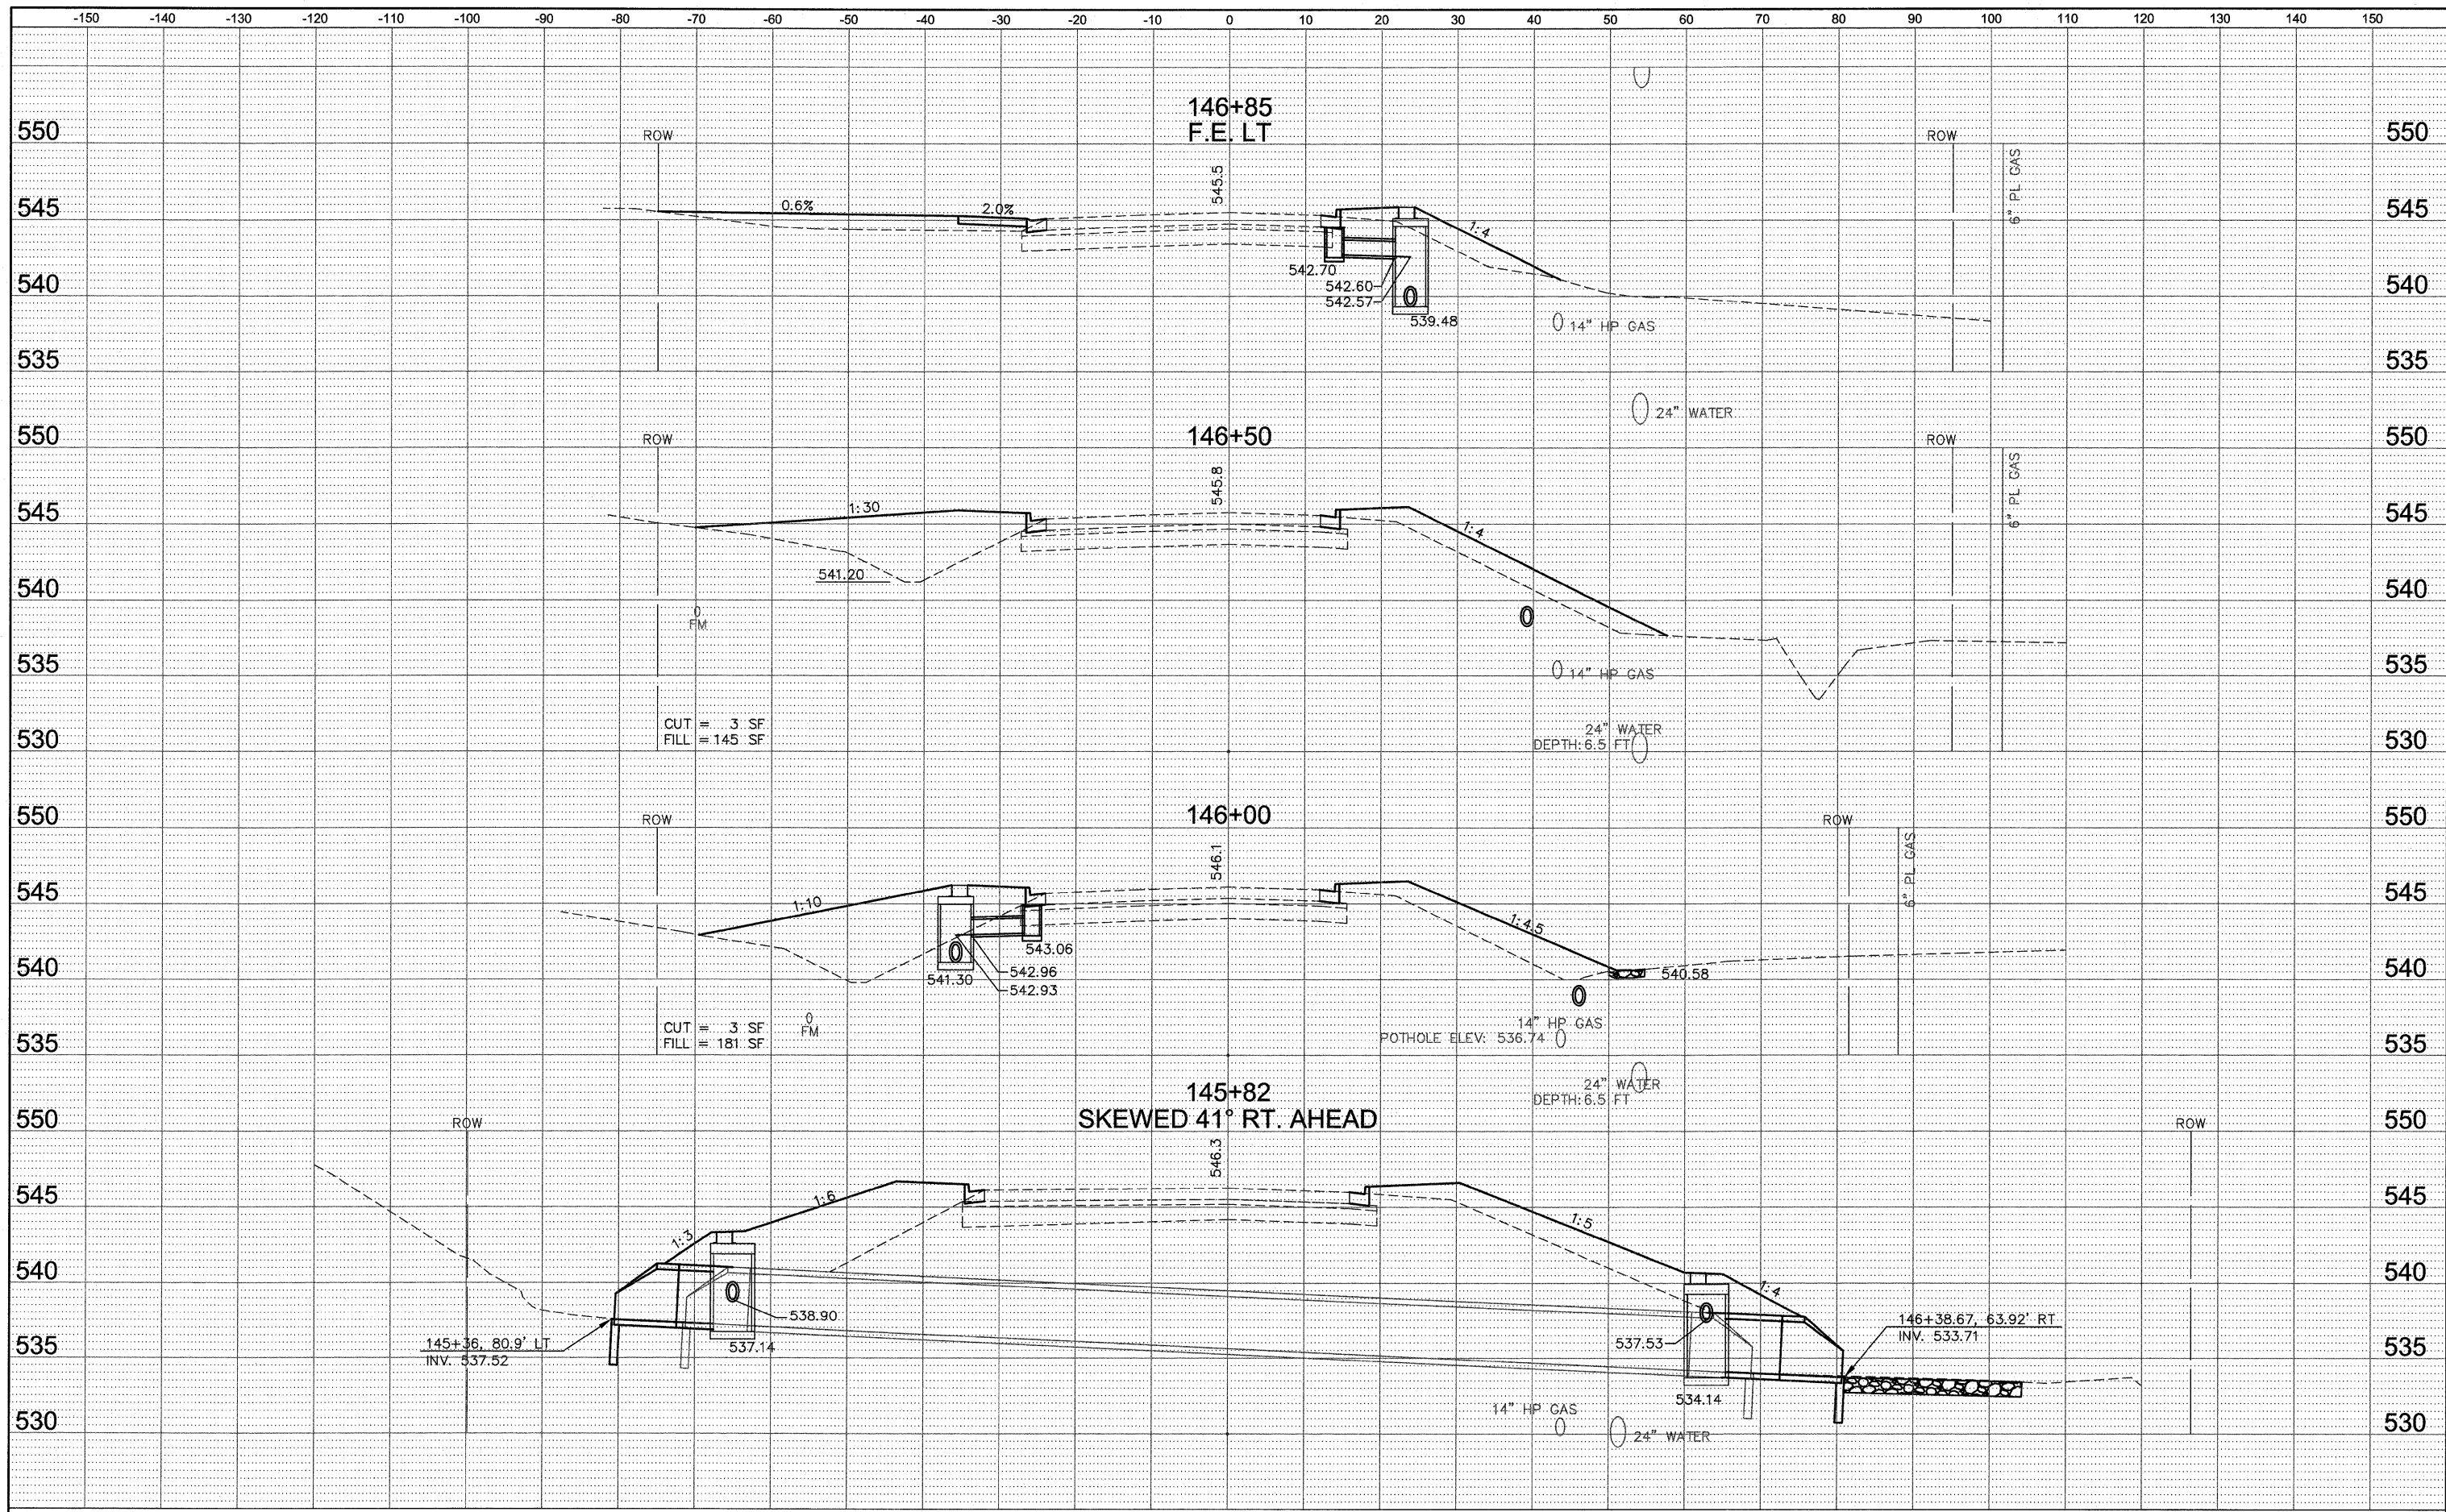 -150 -140 -130 -120 -110 -100 -90 -80 -70 -60 -50 -40 -30 -20 -10 0 10 20 30 40 50 60 70 80 90 100 110 120 130 140 150
146+85
F.E. LT
550 ROW ROW 550
6" PL GAS
545.5
545 0.6% 2.0% 1:4 545
540 542.70 540
542.60
542.57
539.48
14" HP GAS
535 535
24" WATER
550 ROW 146+50 ROW 550
6" PL GAS
545.8
545 1:30 1:4 545
541.20
540 540
FM
535 535
14" HP GAS
CUT = 3 SF
FILL = 145 SF
24" WATER
DEPTH: 6.5 FT
530 530
550 ROW 146+00 ROW 550
6" PL GAS
546.1
545 1:10 1:4.5 545
543.06
540 541.30 542.96 540.58 540
542.93
CUT = 3 SF
FILL = 181 SF
FM
14" HP GAS
POTHOLE ELEV: 536.74
535 535
145+82
24" WATER
DEPTH: 6.5 FT
SKEWED 41° RT. AHEAD
550 ROW ROW 550
546.3
545 1:6 1:5 545
1:3
540 1:4 540
538.90
535 145+36, 80.9' LT
INV. 537.52
537.14
537.53
146+38.67, 63.92' RT
INV. 533.71
535
534.14
14" HP GAS
530 24" WATER 530